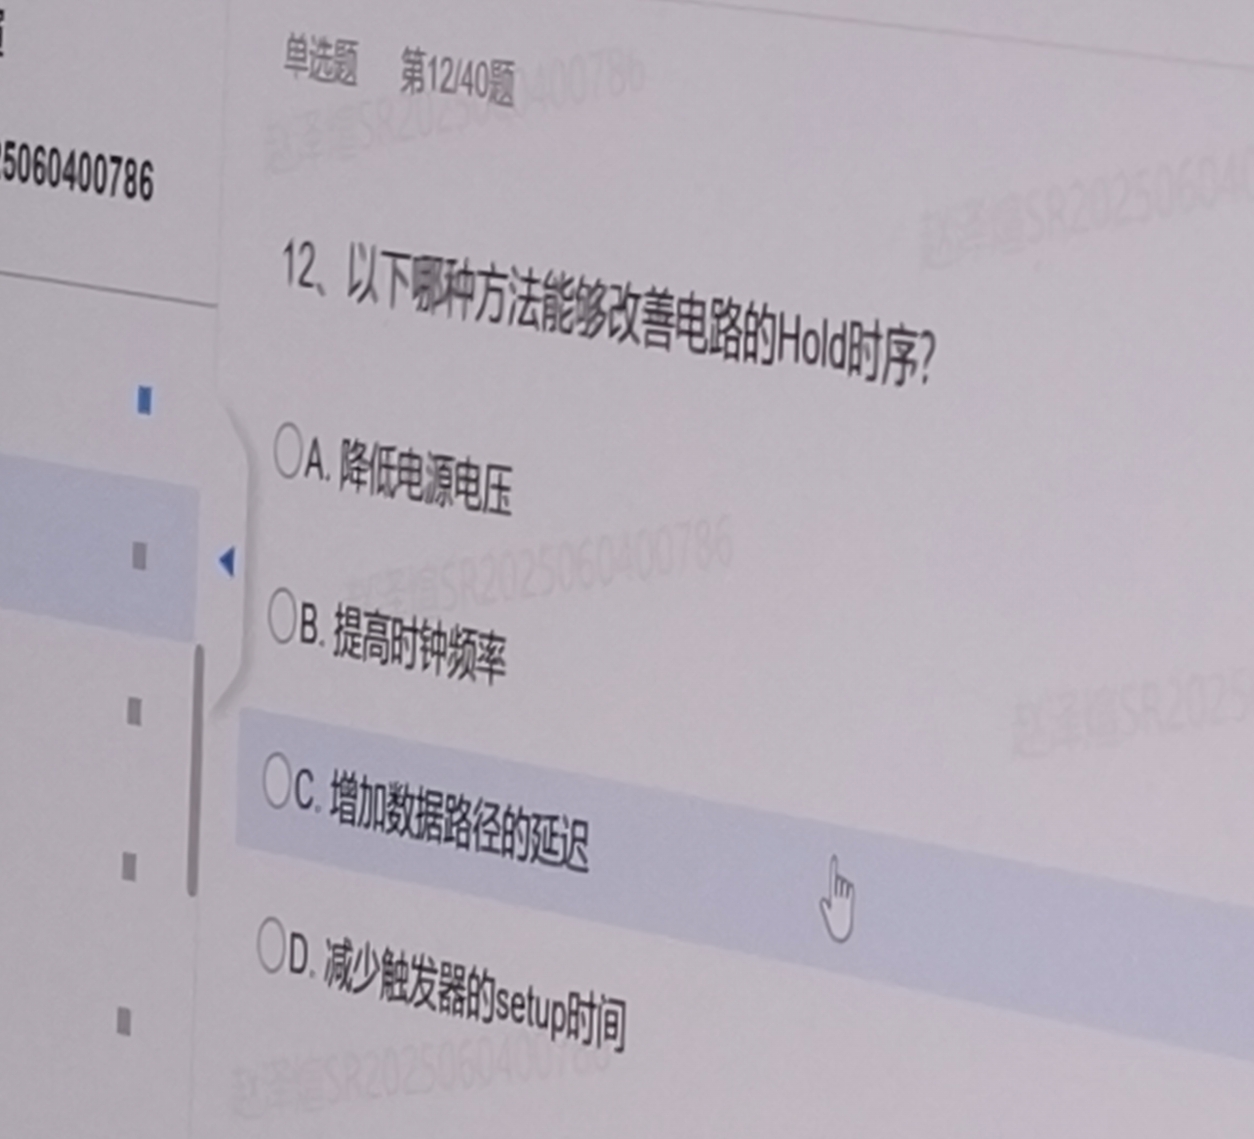 25060400786
单选题 第12/40题
12、以下哪种方法能够改善电路的Hold时序?
A. 降低电源电压
B. 提高时钟频率
C. 增加数据路径的延迟
D. 减少触发器的setup时间